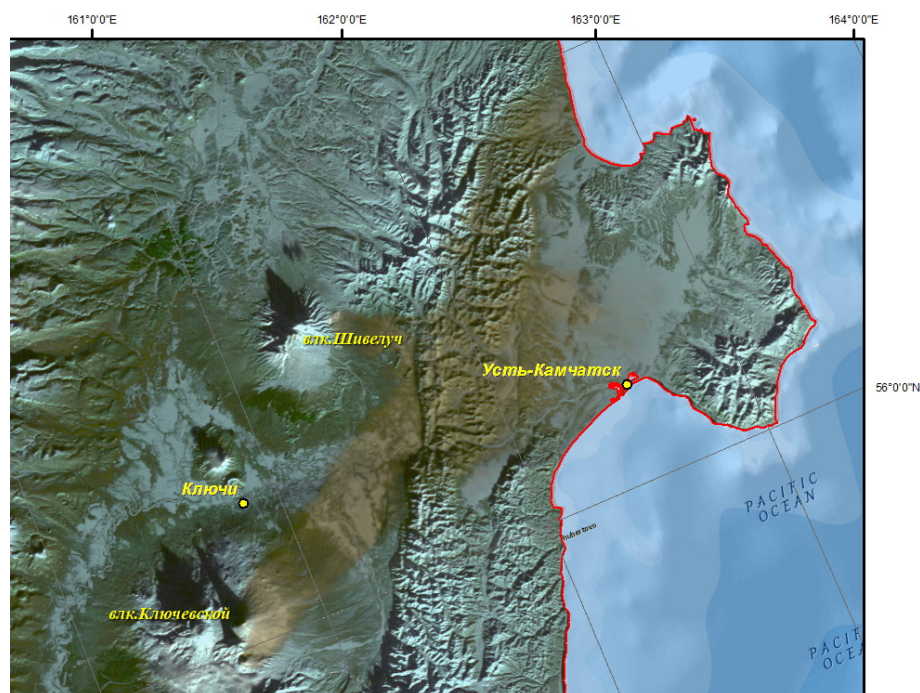 161°0'0"E
162°0'0"E
163°0'0"E
164°0'0"E
влк.Шивелуч
Усть-Камчатск
56°0'0"N
Ключи
PACIFIC
OCEAN
влк.Ключевской
PACIFIC